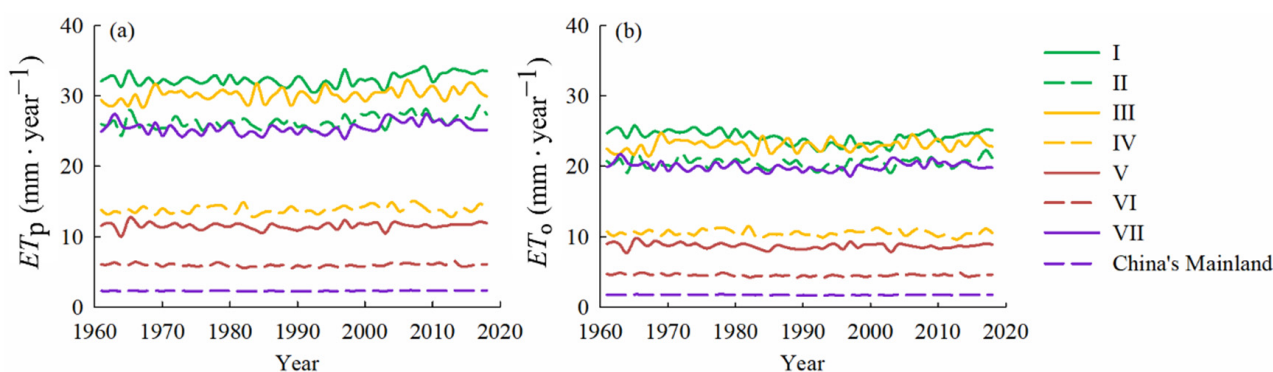 (a)
ETp (mm · year−1)
40
30
20
10
0
1960 1970 1980 1990 2000 2010 2020
Year
(b)
ETo (mm · year−1)
40
30
20
10
0
1960 1970 1980 1990 2000 2010 2020
Year
I
II
III
IV
V
VI
VII
China's Mainland